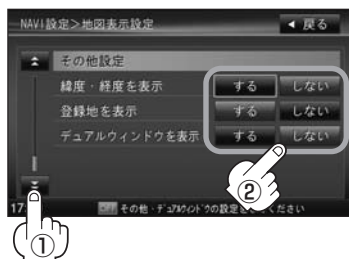 NAVI設定>地図表示設定
◀ 戻る
その他設定
緯度・経度を表示 する しない
登録地を表示 する しない
デュアルウィンドウを表示 する しない
②
17:
その他・デュアルウィンドウの設定を ください
①